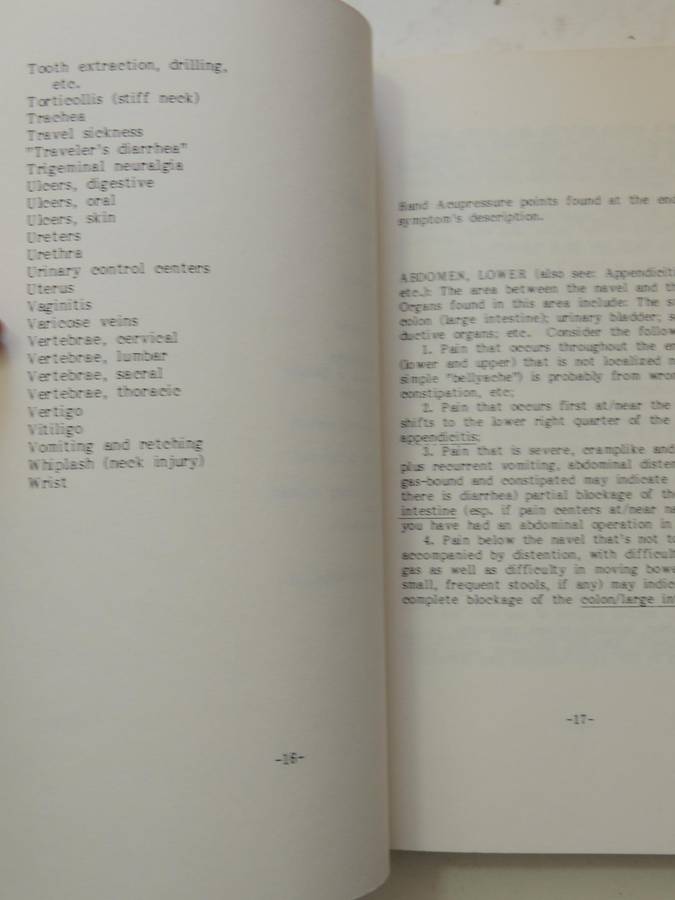 Tooth extraction, drilling,
etc.
Torticollis (stiff neck)
Trachea
Travel sickness
"Traveler's diarrhea"
Trigeminal neuralgia
Ulcers, digestive
Ulcers, oral
Ulcers, skin
Ureters
Urethra
Urinary control centers
Uterus
Vaginitis
Varicose veins
Vertebrae, cervical
Vertebrae, lumbar
Vertebrae, sacral
Vertebrae, thoracic
Vertigo
Vitiligo
Vomiting and retching
Whiplash (neck injury)
Wrist
-16-
Hand Acupressure points found at the
symptom's description.
ABDOMEN, LOWER (also see:
etc.): The area between the navel and
Organs found in this area include: The
colon (large intestine); urinary bladder;
ductive organs; etc. Consider the
1. Pain that occurs throughout the
(lower and upper) that is not localized
simple "bellyache") is probably from
constipation, etc;
2. Pain that occurs first at/near the
shifts to the lower right quarter of the
appendicitis;
3. Pain that is severe, cramplike and
plus recurrent vomiting, abdominal
gas-bound and constipated may indicate
there is diarrhea) partial blockage of
intestine (esp. if pain centers at/near
you have had an abdominal operation in
4. Pain below the navel that's not
accompanied by distention, with
gas as well as difficulty in moving
small, frequent stools, if any) may
complete blockage of the colon/large
-17-